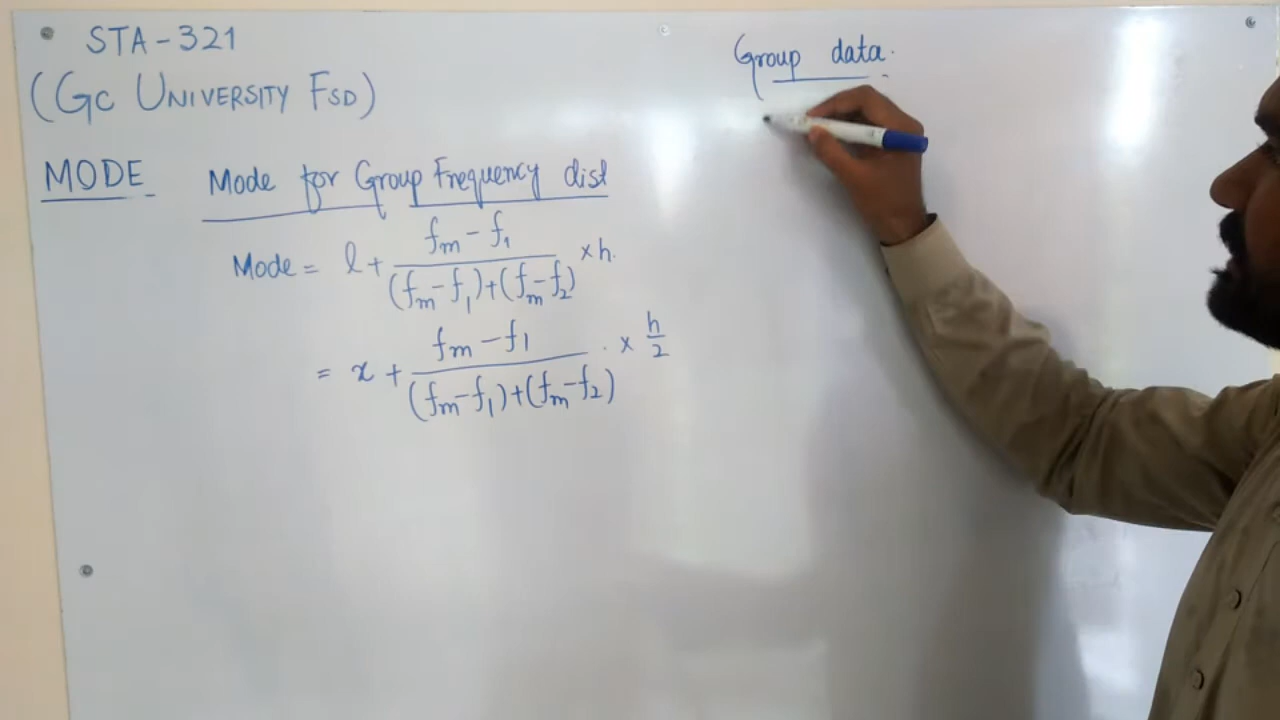 STA-321
(GC UNIVERSITY FSD)
MODE
Mode for Group Frequency dist
Mode = l + (fm - f1) / ((fm - f1) + (fm - f2)) × h.
= x + (fm - f1) / ((fm - f1) + (fm - f2)) . × h/2
Group data.